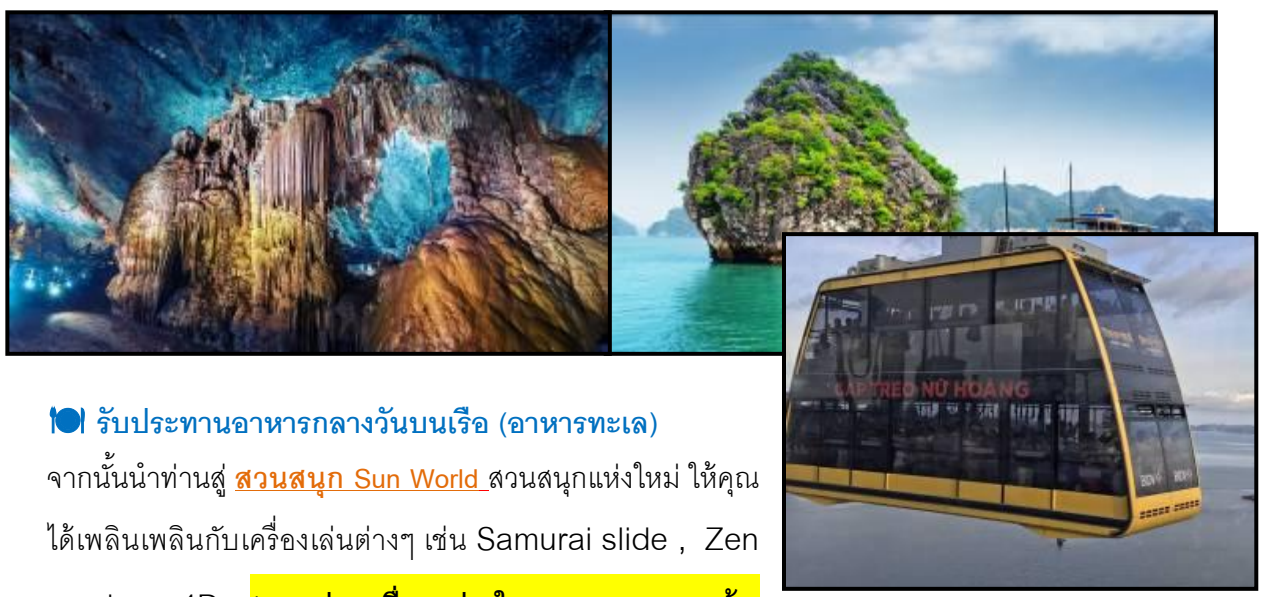 CÁP TREO NỮ HOÀNG
BIDV
🍽 รับประทานอาหารกลางวันบนเรือ (อาหารทะเล)
จากนั้นนำท่านสู่ สวนสนุก Sun World สวนสนุกแห่งใหม่ ให้คุณ
ได้เพลินเพลินกับเครื่องเล่นต่างๆ เช่น Samurai slide , Zen